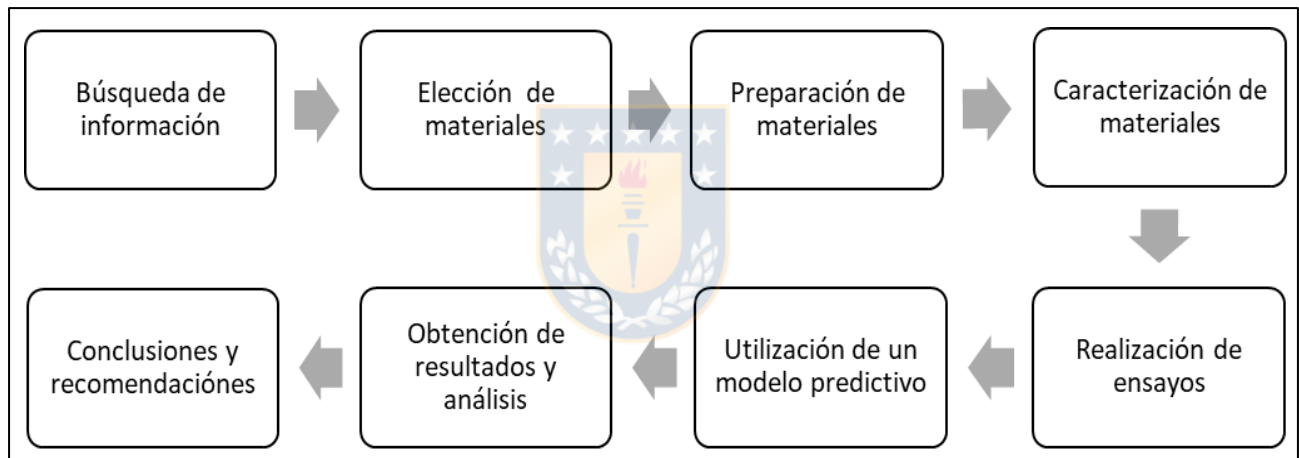 Búsqueda de
información
Elección de
materiales
Preparación de
materiales
Caracterización de
materiales
Realización de
ensayos
Utilización de un
modelo predictivo
Obtención de
resultados y
análisis
Conclusiones y
recomendaciónes